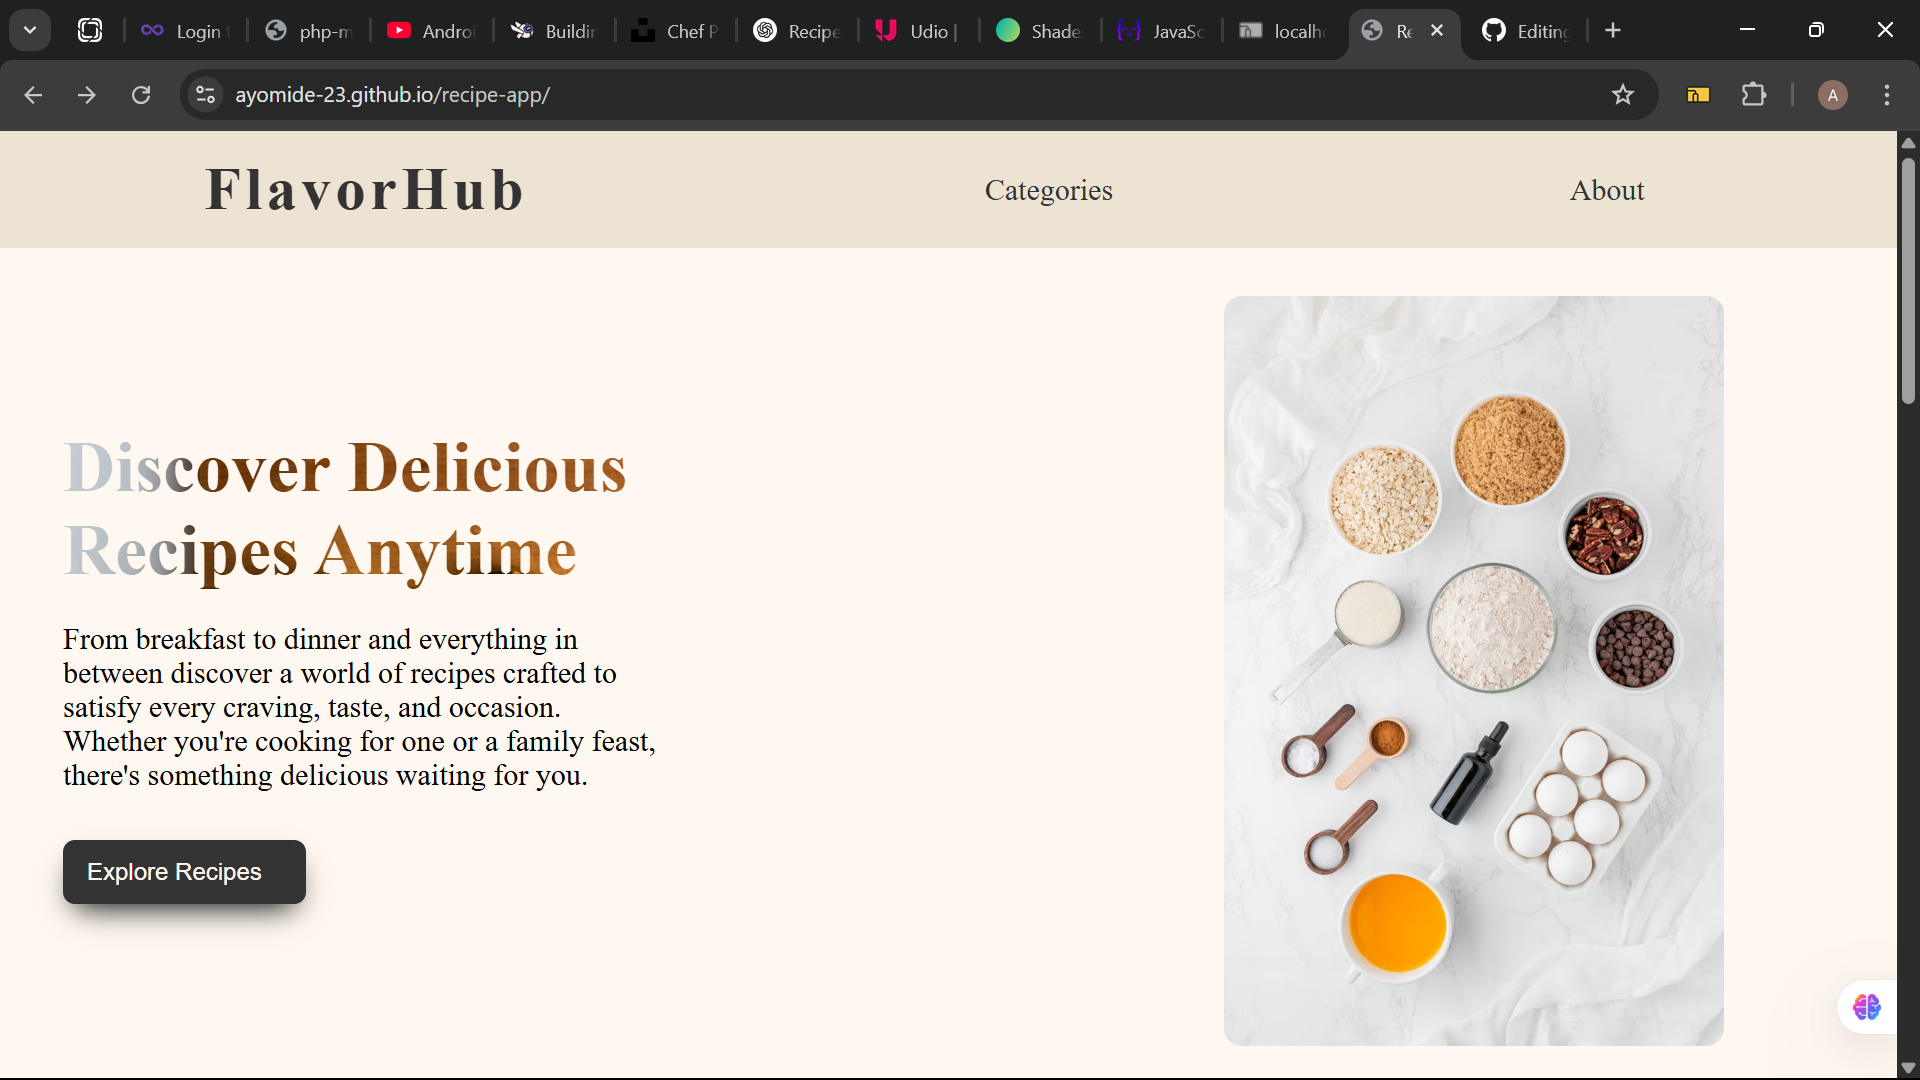 Login
php-m
Androi
Buildin
Chef P
Recipe
Udio |
Shade
JavaSc
localh
Re
Editing
ayomide-23.github.io/recipe-app/
A
FlavorHub
Categories
About
Discover Delicious
Recipes Anytime
From breakfast to dinner and everything in
between discover a world of recipes crafted to
satisfy every craving, taste, and occasion.
Whether you're cooking for one or a family feast,
there's something delicious waiting for you.
Explore Recipes